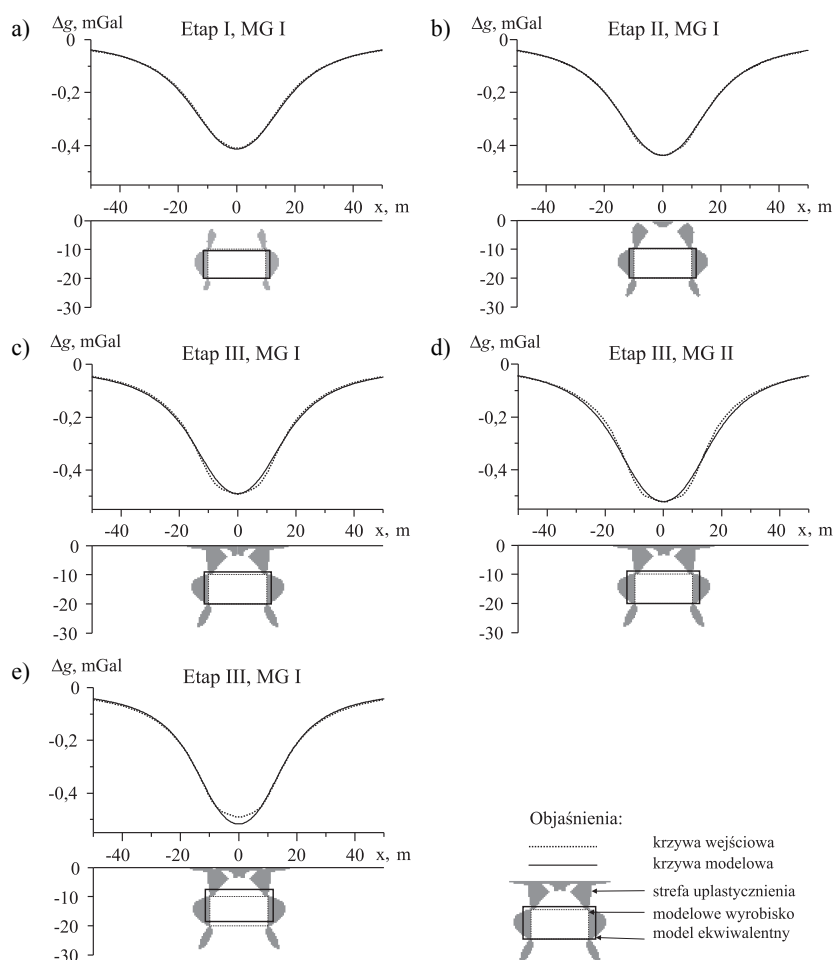 a) Δg, mGal Etap I, MG I
0
-0,2
-0,4
-40 -20 0 20 40 x, m
0
-10
-20
-30
b) Δg, mGal Etap II, MG I
0
-0,2
-0,4
-40 -20 0 20 40 x, m
0
-10
-20
-30
c) Δg, mGal Etap III, MG I
0
-0,2
-0,4
-40 -20 0 20 40 x, m
0
-10
-20
-30
d) Δg, mGal Etap III, MG II
0
-0,2
-0,4
-40 -20 0 20 40 x, m
0
-10
-20
-30
e) Δg, mGal Etap III, MG I
0
-0,2
-0,4
-40 -20 0 20 40 x, m
0
-10
-20
-30
Objaśnienia:
krzywa wejściowa
krzywa modelowa
strefa uplastycznienia
modelowe wyrobisko
model ekwiwalentny